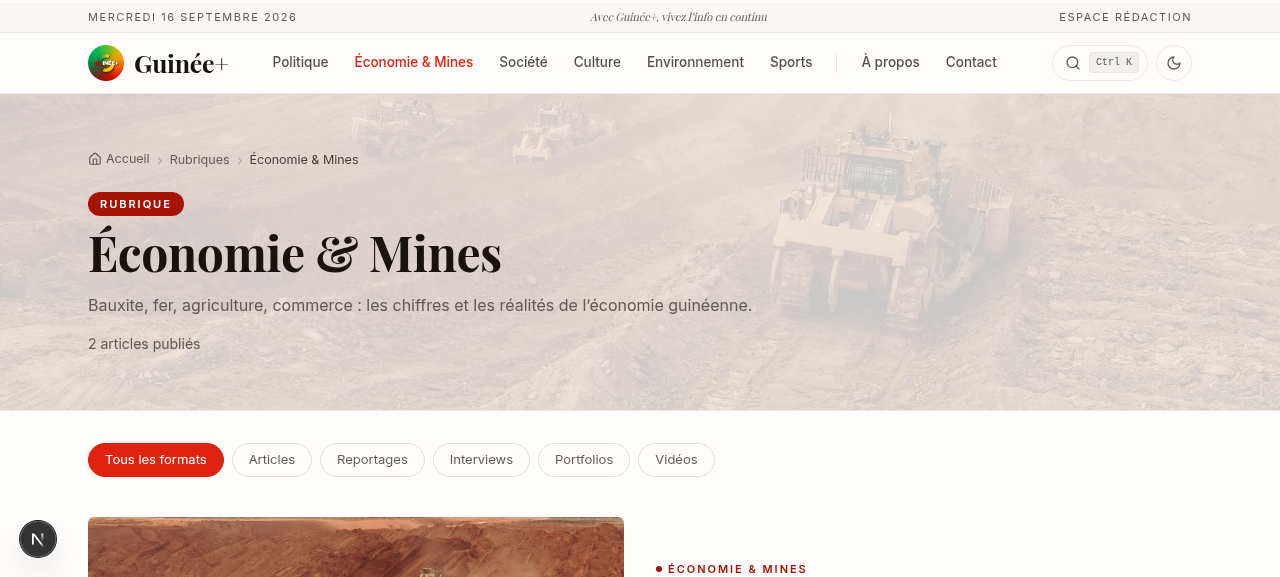 MERCREDI 16 SEPTEMBRE 2026
Avec Guinée+, vivez l'info en continu
ESPACE RÉDACTION
Guinée+
Politique
Économie & Mines
Société
Culture
Environnement
Sports
À propos
Contact
Ctrl K
Accueil › Rubriques › Économie & Mines
RUBRIQUE
Économie & Mines
Bauxite, fer, agriculture, commerce : les chiffres et les réalités de l'économie guinéenne.
2 articles publiés
Tous les formats
Articles
Reportages
Interviews
Portfolios
Vidéos
N
ÉCONOMIE & MINES